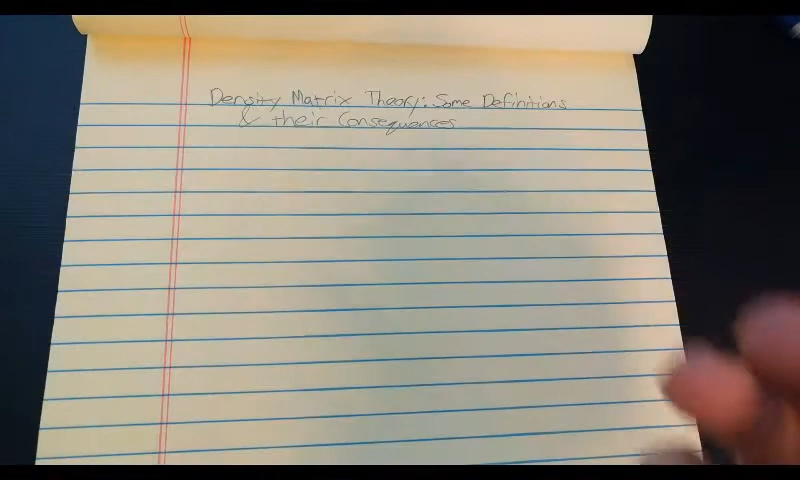 Density Matrix Theory: Some Definitions
& their Consequences